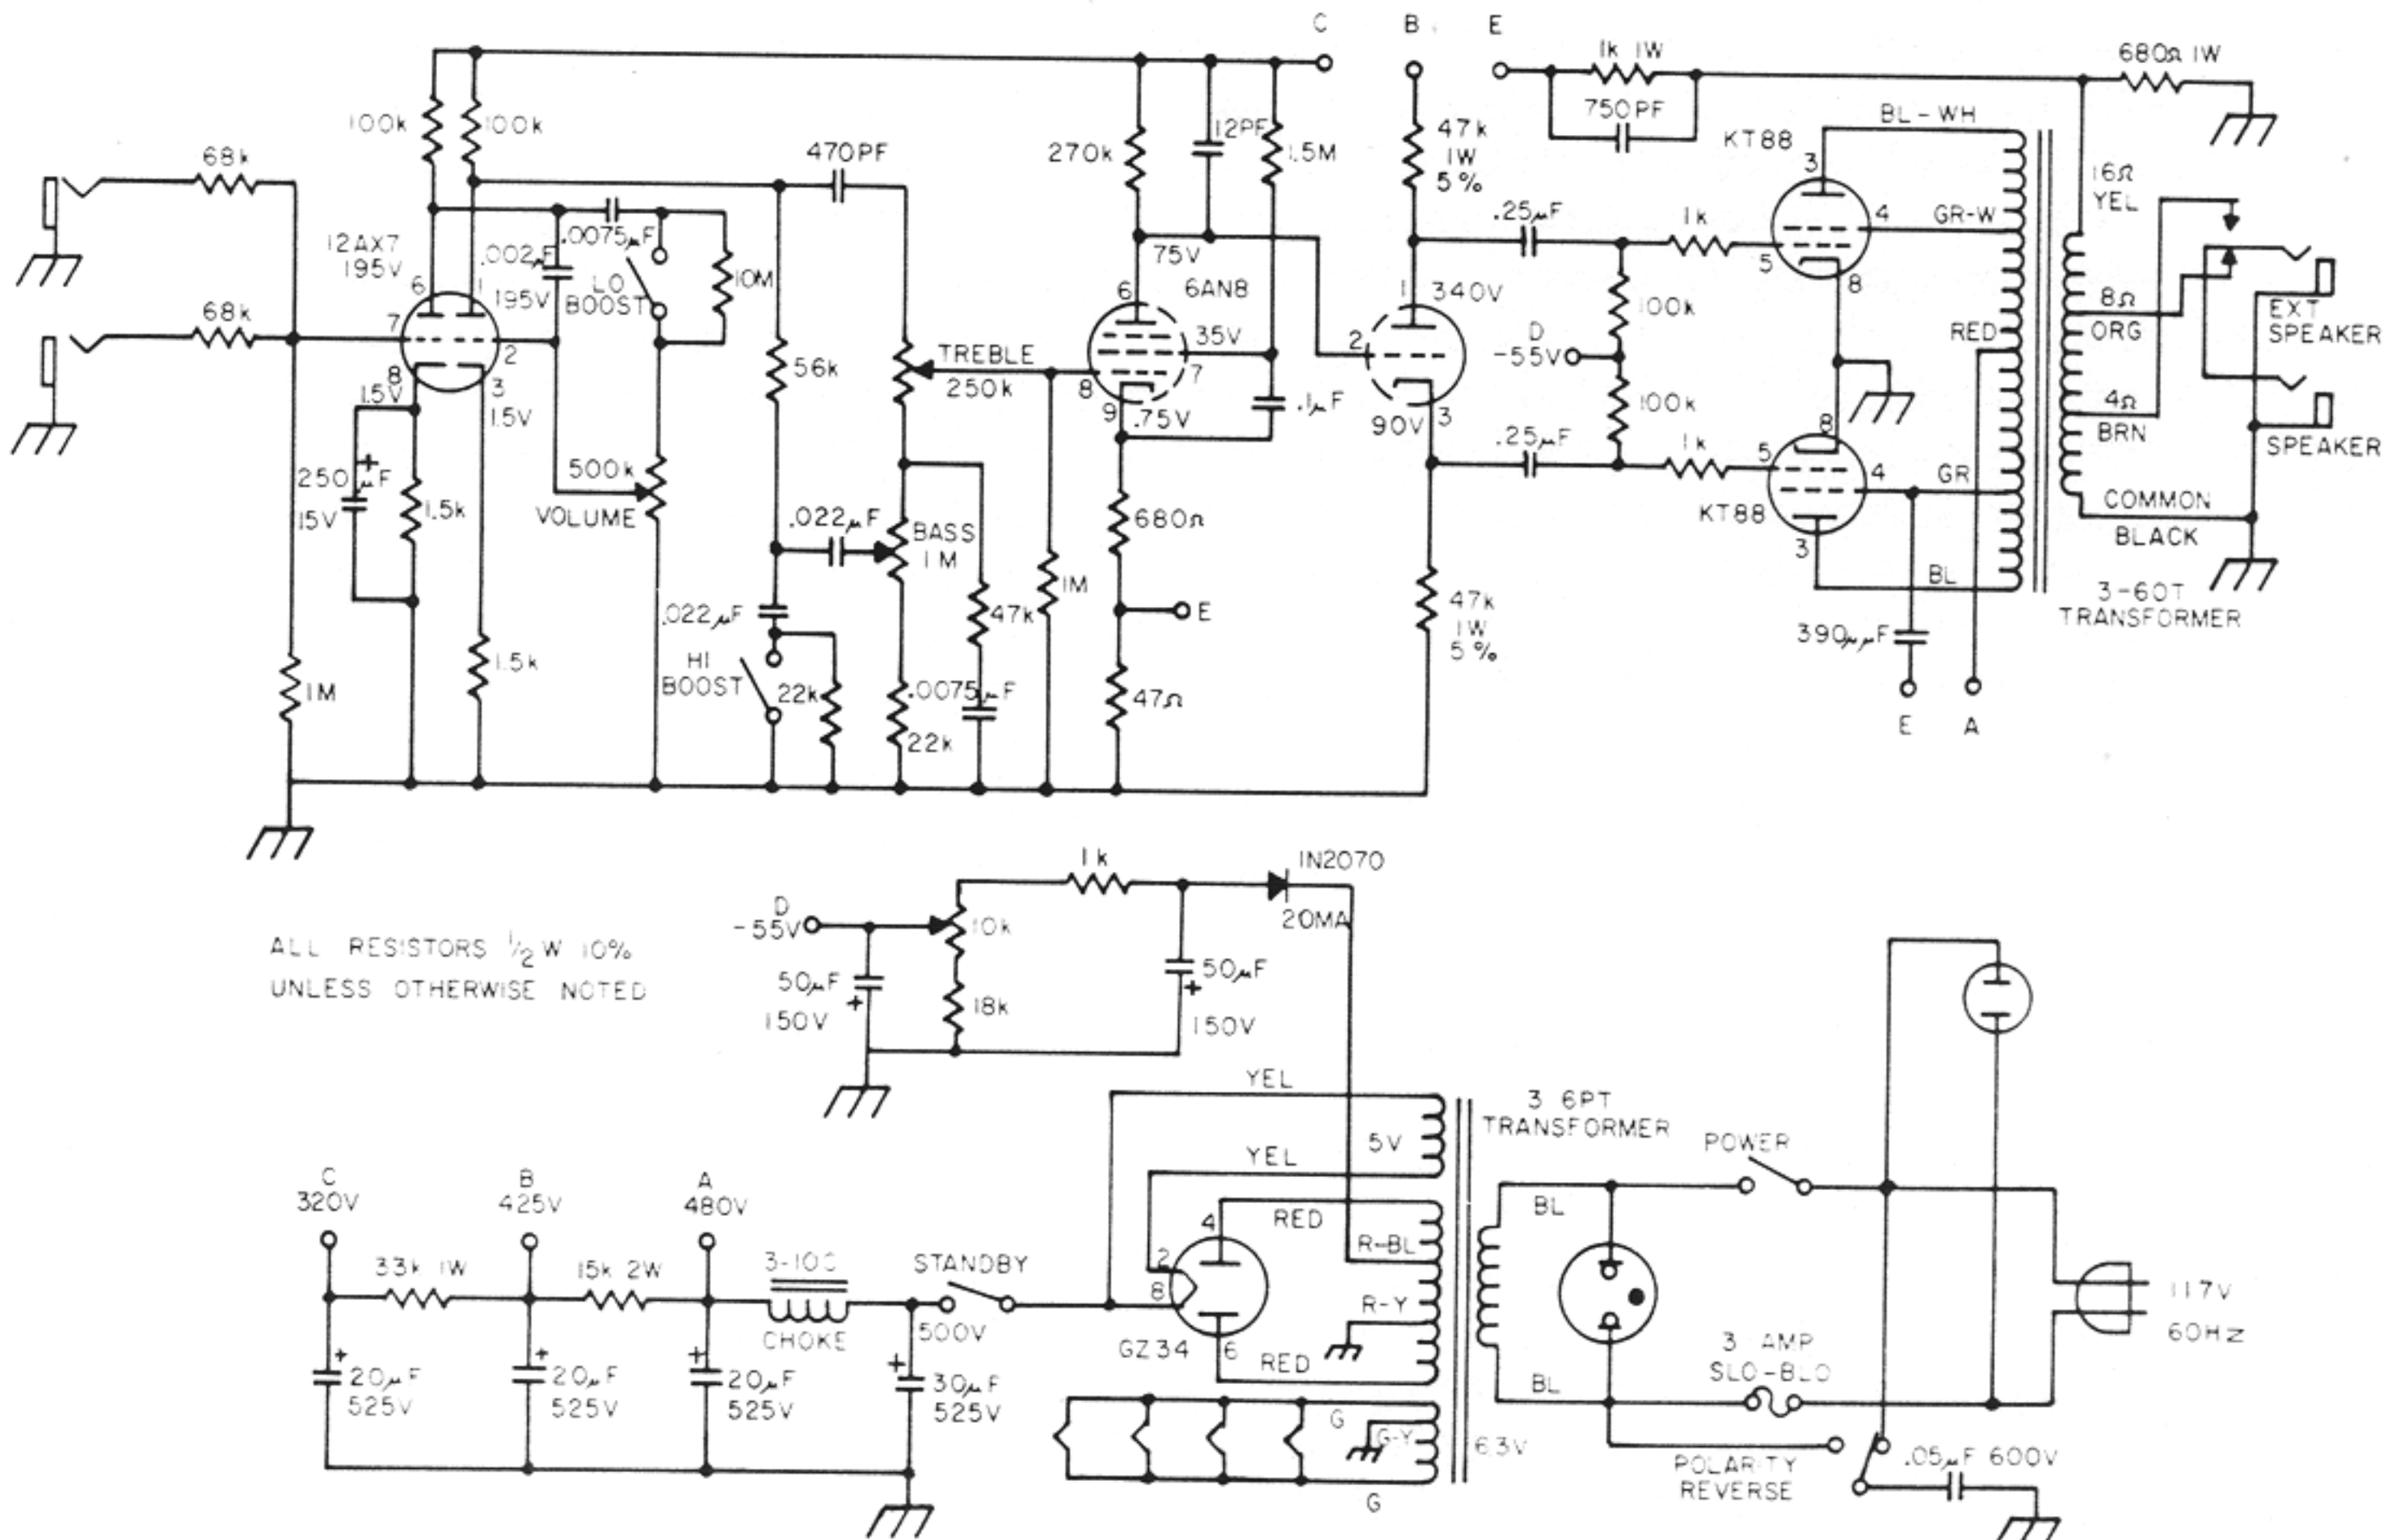 C
B
E
1k 1W
750PF
680Ω 1W
BL-WH
KT88
3
100k
100k
68k
470PF
270k
12PF
1.5M
47k
1W
5%
.25μF
1k
4
GR-W
5
8
16Ω
YEL
12AX7
195V
6
1
195V
.002μF
.0075μF
LO
BOOST
10M
75V
6AN8
6
35V
1
340V
100k
D
-55V
RED
8Ω
ORG
EXT
SPEAKER
68k
7
2
8
3
1.5V
1.5V
56k
TREBLE
250k
8
7
9
.75V
.1μF
2
3
90V
100k
4Ω
BRN
SPEAKER
250μF
15V
1.5k
500k
VOLUME
.022μF
BASS
1M
680Ω
.25μF
1k
8
5
4
GR
KT88
3
COMMON
BLACK
BL
3-60T
TRANSFORMER
1M
1.5k
.022μF
HI
BOOST
22k
47k
.0075μF
22k
1M
E
47Ω
47k
1W
5%
390μμF
E
A
ALL RESISTORS 1/2 W 10%
UNLESS OTHERWISE NOTED
1k
1N2070
20MA
D
-55V
10k
50μF
150V
18k
50μF
150V
YEL
YEL
5V
3 6PT
TRANSFORMER
POWER
C
320V
B
425V
A
480V
33k 1W
15k 2W
3-10C
CHOKE
STANDBY
500V
4
RED
2
8
R-BL
R-Y
GZ34
6
RED
BL
BL
3 AMP
SLO-BLO
117V
60Hz
20μF
525V
20μF
525V
20μF
525V
30μF
525V
G
G-Y
6.3V
G
POLARITY
REVERSE
.05μF 600V